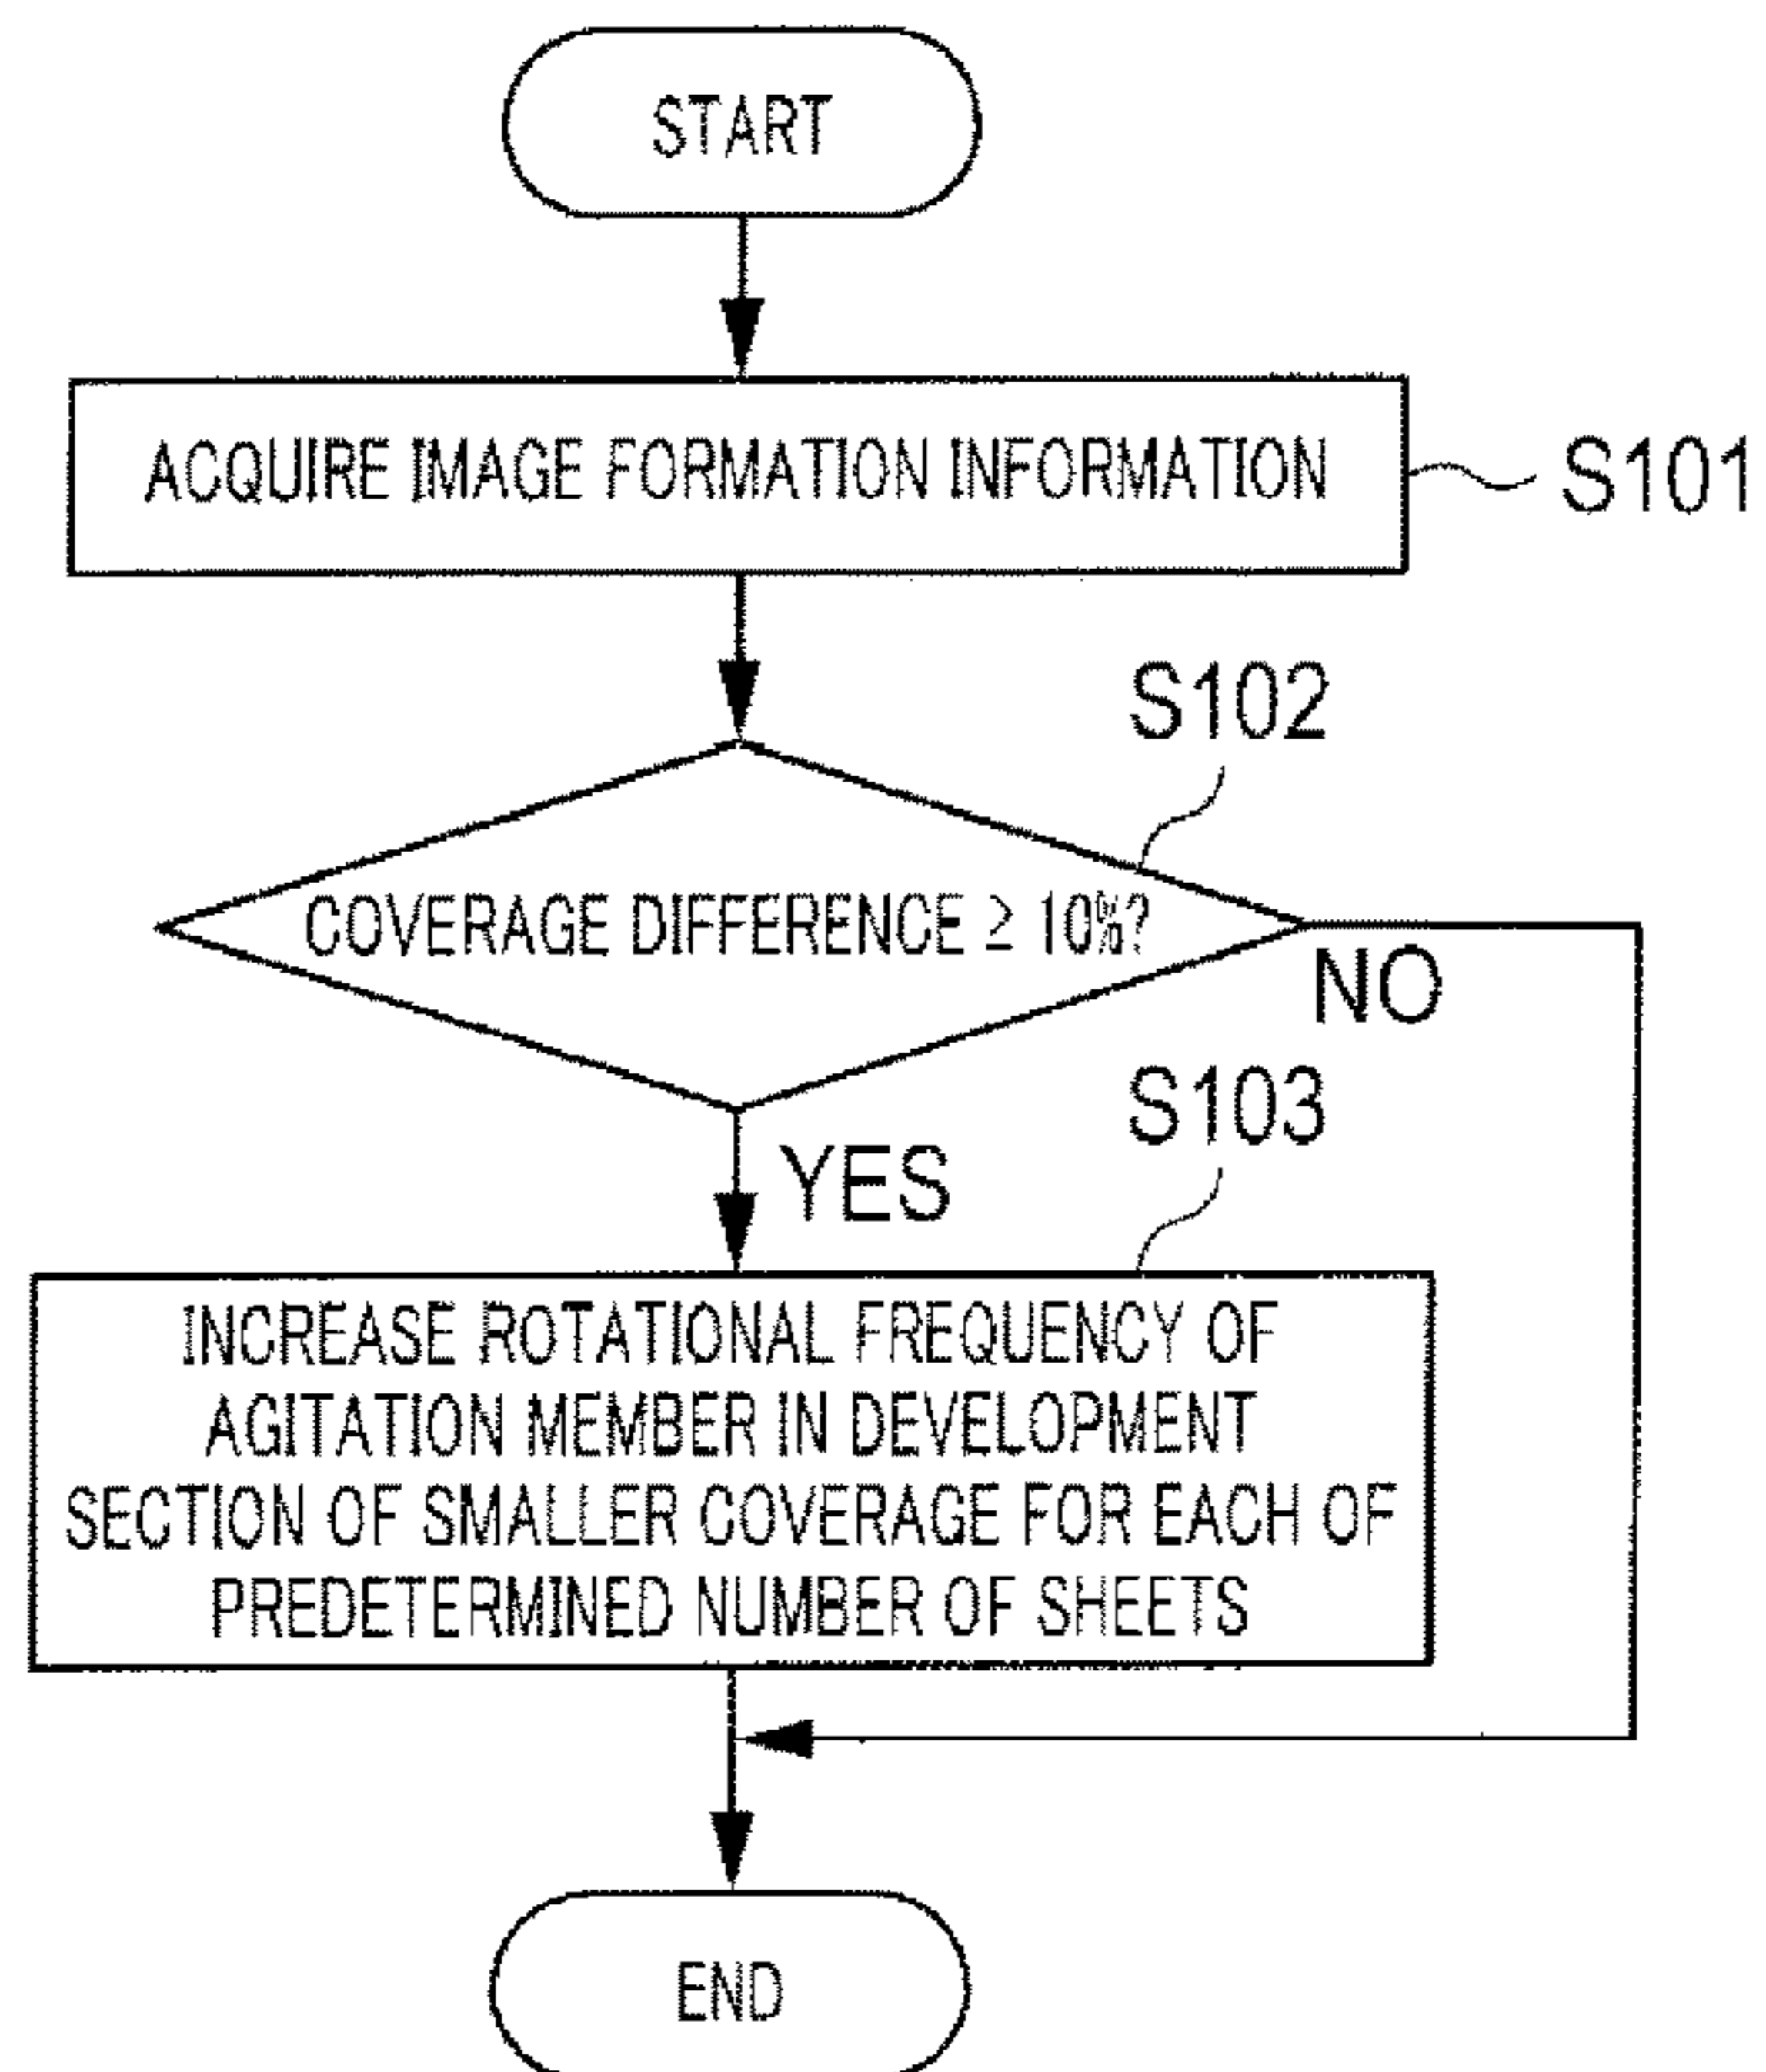 START
ACQUIRE IMAGE FORMATION INFORMATION
S101
S102
COVERAGE DIFFERENCE ≥ 10%?
NO
YES
S103
INCREASE ROTATIONAL FREQUENCY OF
AGITATION MEMBER IN DEVELOPMENT
SECTION OF SMALLER COVERAGE FOR EACH OF
PREDETERMINED NUMBER OF SHEETS
END